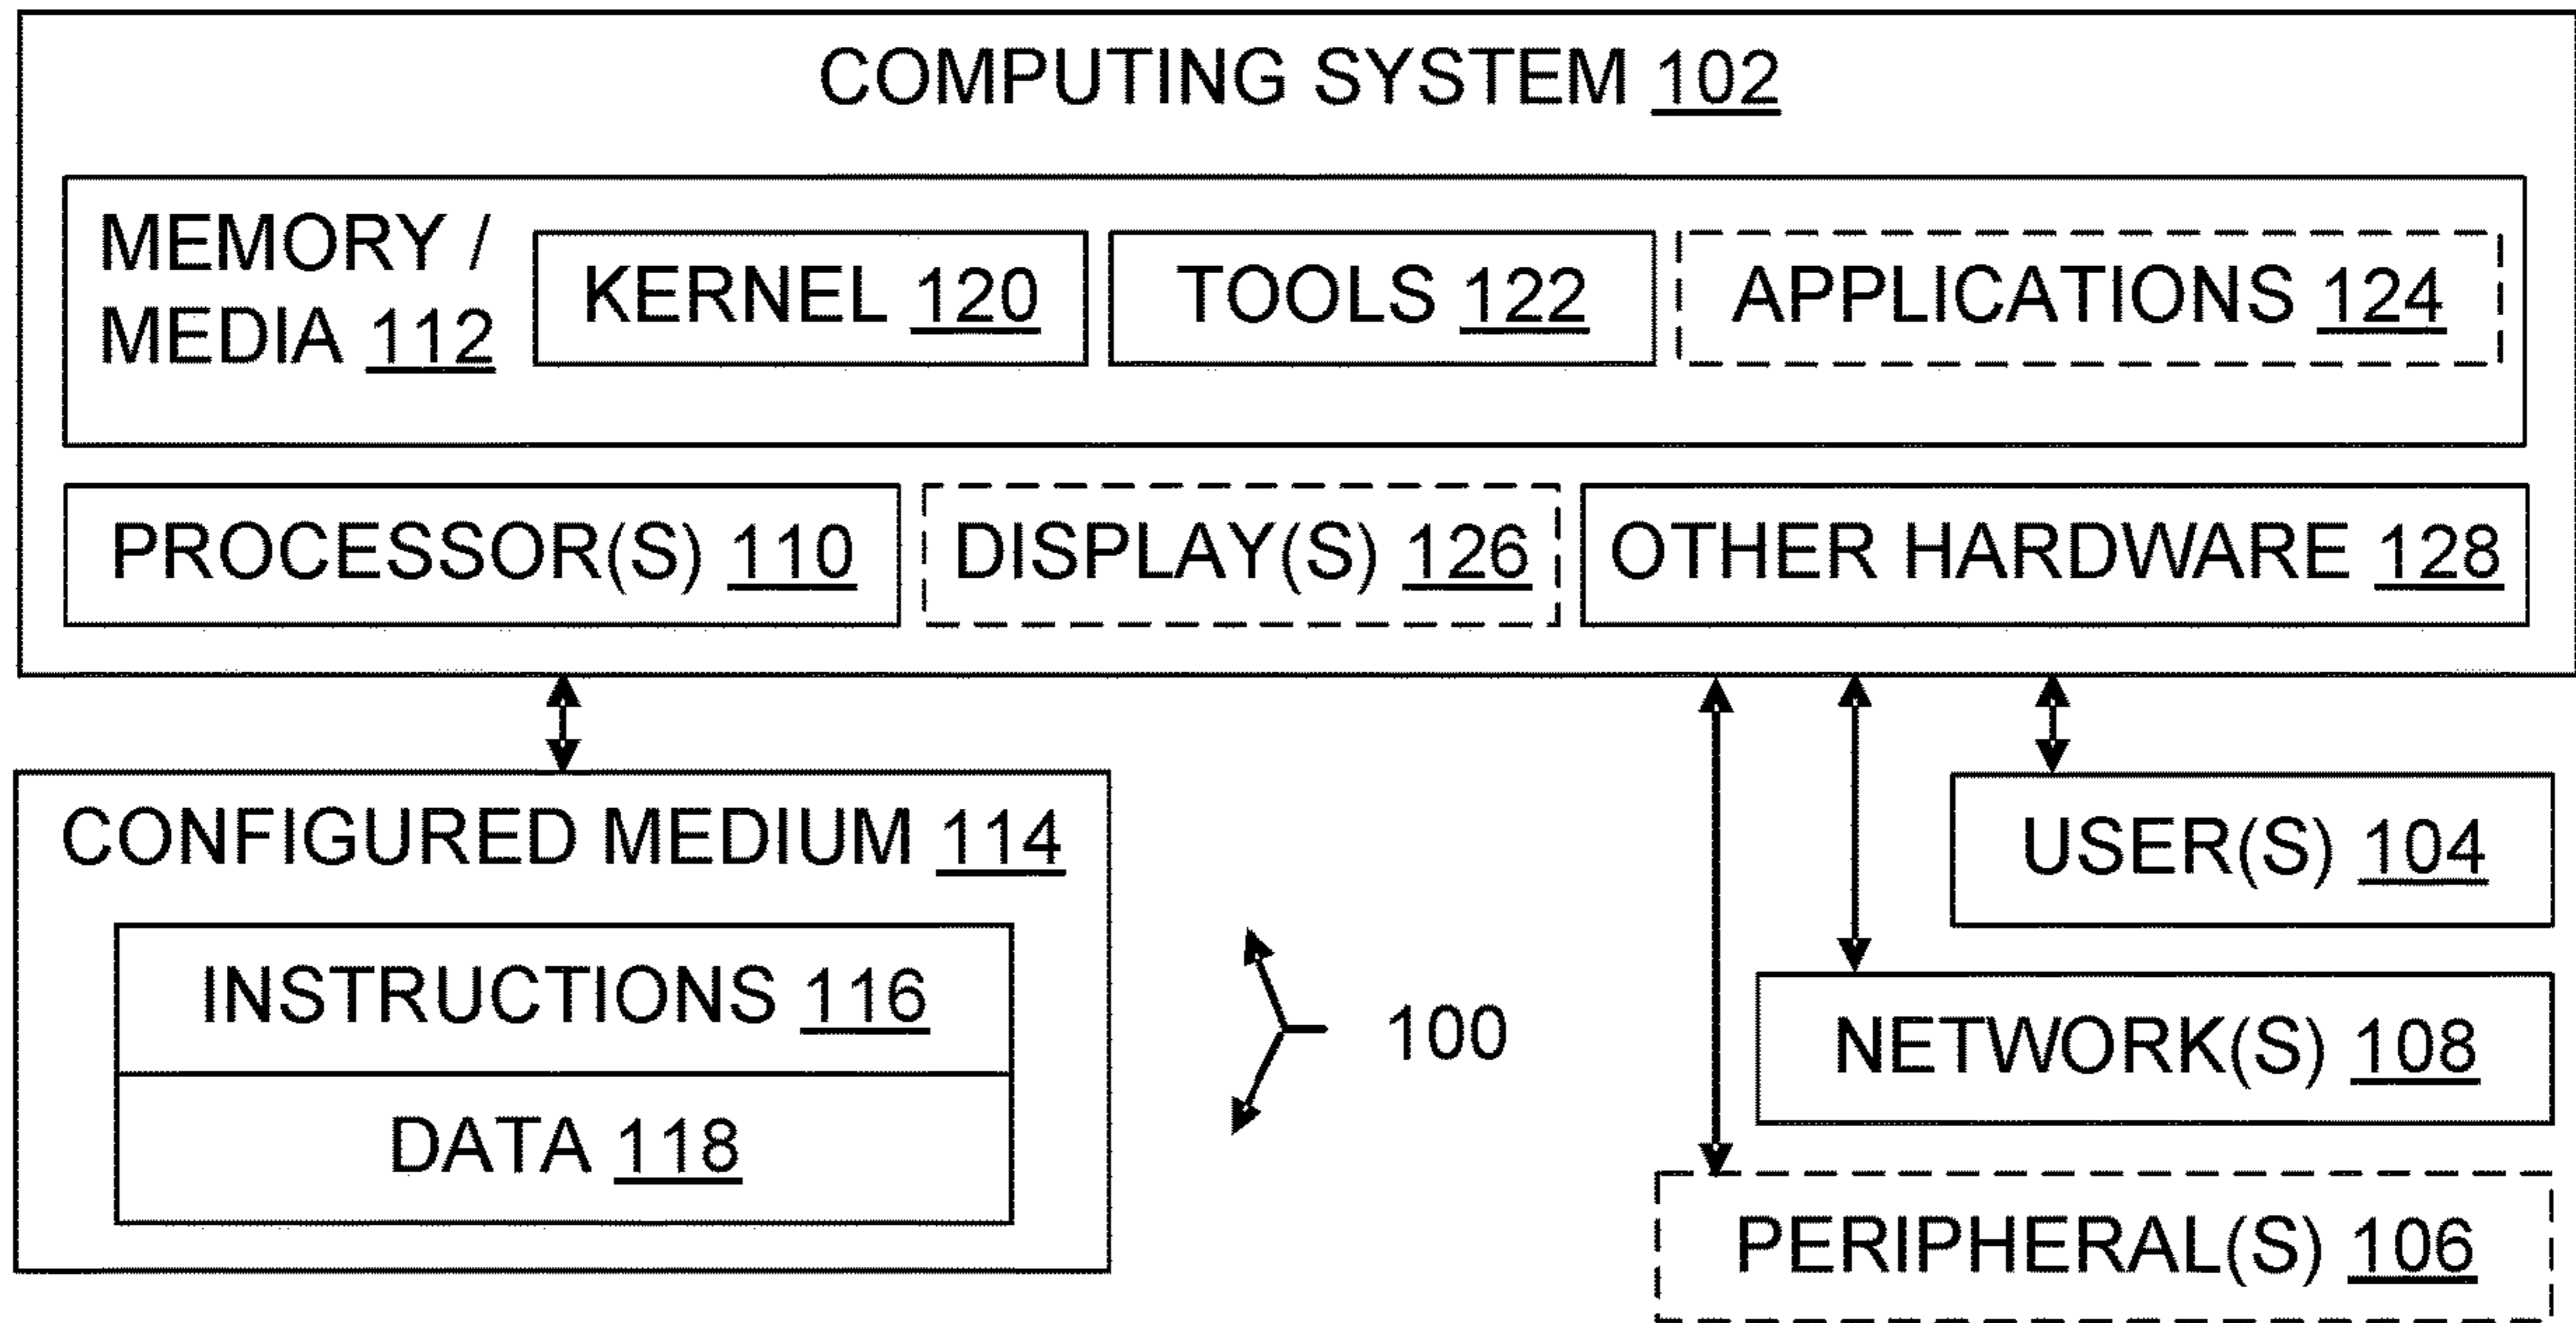 COMPUTING SYSTEM 102
MEMORY /
MEDIA 112
KERNEL 120
TOOLS 122
APPLICATIONS 124
PROCESSOR(S) 110
DISPLAY(S) 126
OTHER HARDWARE 128
CONFIGURED MEDIUM 114
INSTRUCTIONS 116
DATA 118
100
USER(S) 104
NETWORK(S) 108
PERIPHERAL(S) 106